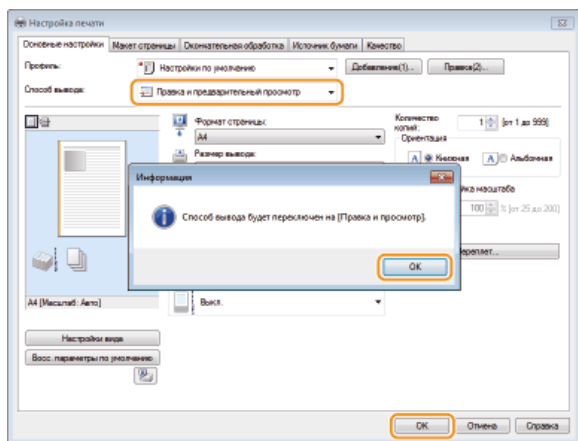 Настройка печати
Основные настройки Макет страницы Окончательная обработка Источник бумаги Качество
Профиль: Настройки по умолчанию Добавление(1)... Правка(2)...
Способ вывода: Правка и предварительный просмотр
Формат страницы: Количество копий: 1 [от 1 до 999]
A4 Ориентация
Размер вывода: A Книжная A Альбомная
Информация
масштаба
Способ вывода будет переключен на [Правка и просмотр].
100 % [от 25 до 200]
OK
A4 [Масштаб: Авто] Выкл.
Настройки вида
Восс. параметры по умолчанию
OK Отмена Справка